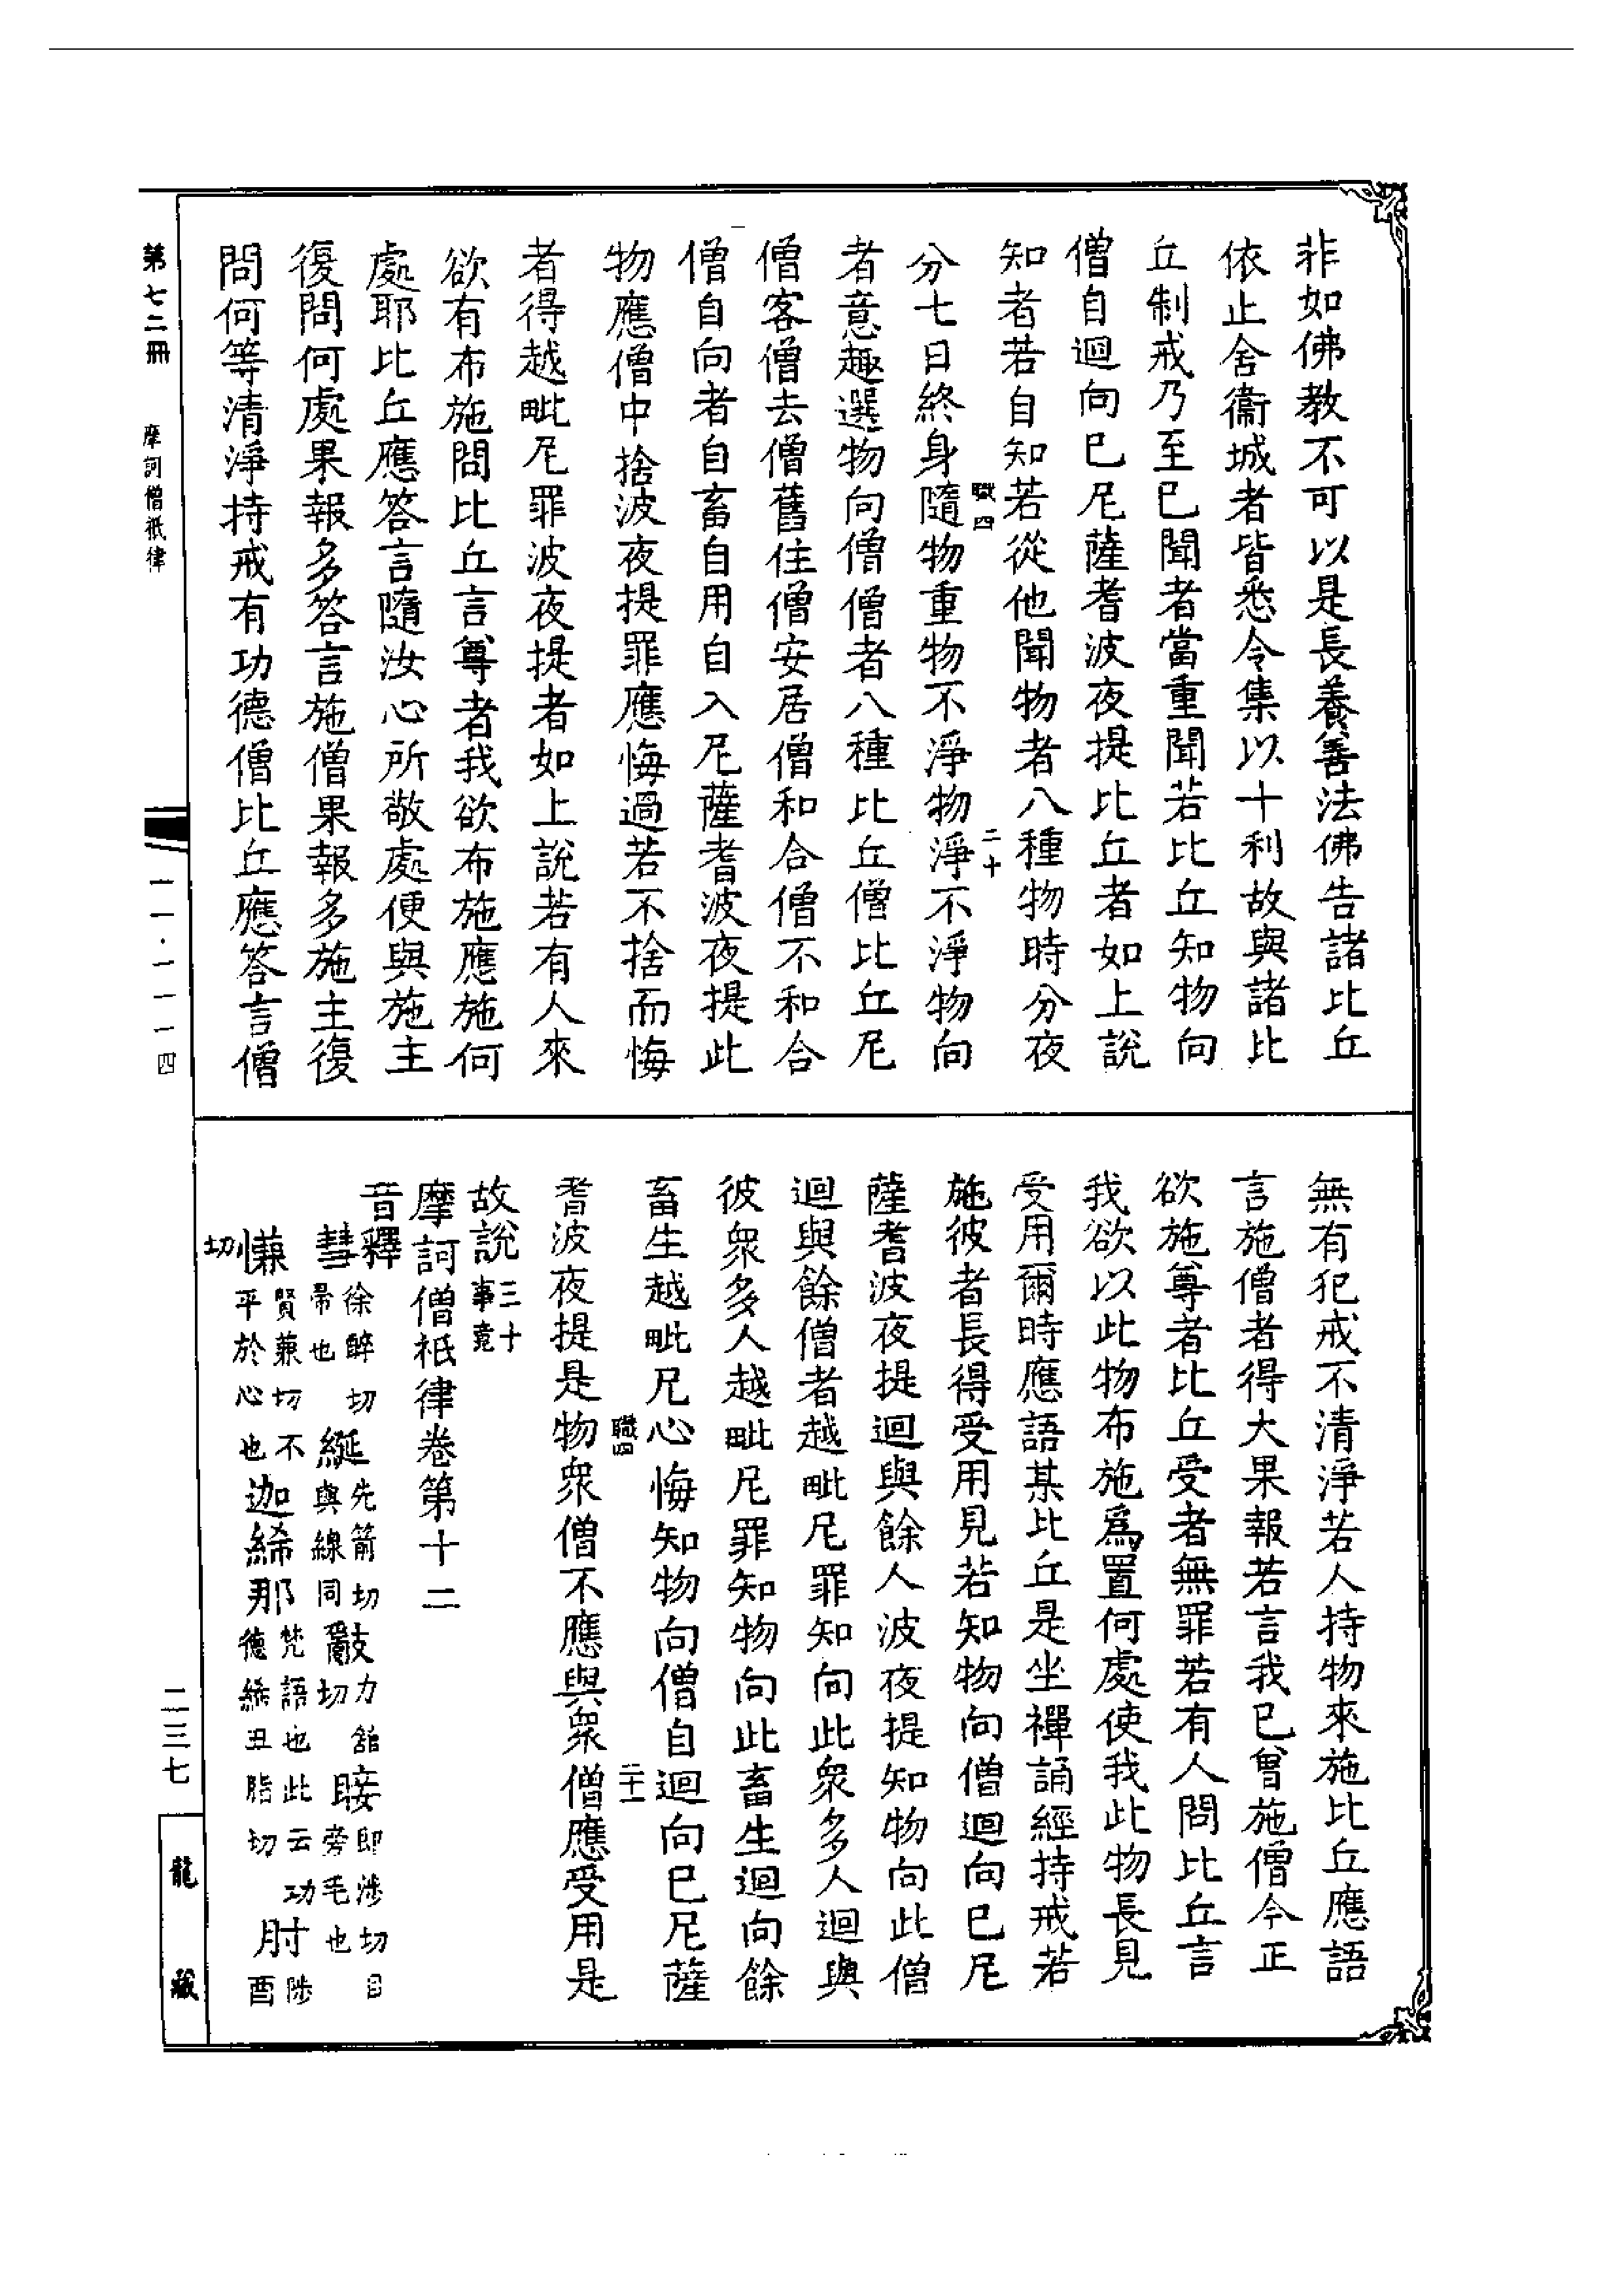 非如佛教不可以是長養善法佛告諸比丘
依止舍衞城者皆悉令集以十利故與諸比
丘制戒乃至已聞者當重聞若比丘知物向
僧自迴向已尼薩耆波夜提比丘者如上說
知者若自知若從他聞物者八種物時分夜
職四
二十
分七日終身隨物重物不淨物淨不淨物向
者意趣選物向僧僧者八種比丘僧比丘尼
僧客僧去僧舊住僧安居僧和合僧不和合
僧自向者自畜自用自入尼薩耆波夜提此
物應僧中捨波夜提罪應悔過若不捨而悔
者得越毗尼罪波夜提者如上說若有人來
欲有布施問比丘言尊者我欲布施應施何
處耶比丘應答言隨汝心所敬處便與施主
復問何處果報多答言施僧果報多施主復
問何等清淨持戒有功德僧比丘應答言僧
第七二冊
摩訶僧祇律
一一·一一一四
無有犯戒不清淨若人持物來施比丘應語
言施僧者得大果報若言我已曾施僧今正
欲施尊者比丘受者無罪若有人問比丘言
我欲以此物布施爲置何處使我此物長見
受用爾時應語某比丘是坐禪誦經持戒若
施彼者長得受用見若知物向僧迴向已尼
薩耆波夜提迴與餘人波夜提知物向此僧
迴與餘僧者越毗尼罪知向此衆多人迴與
彼衆多人越毗尼罪知物向此畜生迴向餘
畜生越毗尼心悔知物向僧自迴向已尼薩
職四
二十一
耆波夜提是物衆僧不應與衆僧應受用是
故說三十事竟
摩訶僧祇律卷第十二
音釋
彗徐醉切帚也 綖先箭切與線同 㪫力舘切 䀹即涉切目旁毛也
慊賢兼切不平於心也 迦絺那梵語也此云功德絺丑脂切 肘陟酉
切
二三七
龍藏